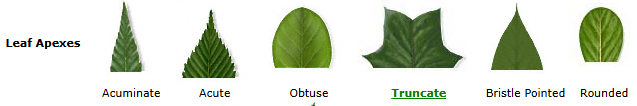 Leaf Apexes
Acuminate Acute Obtuse Truncate Bristle Pointed Rounded